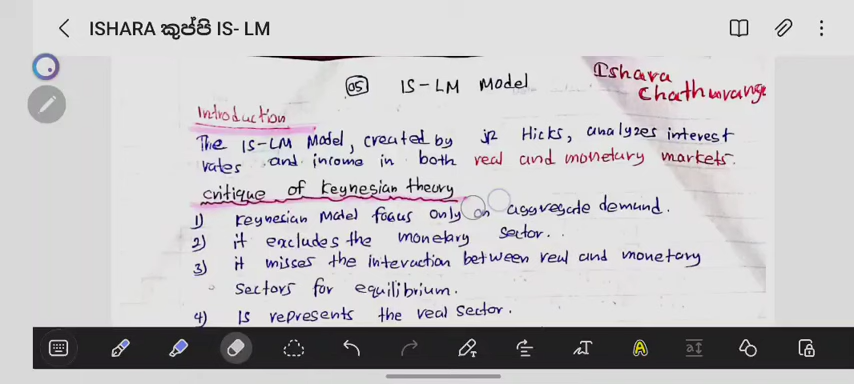 ISHARA කුප්පි IS- LM
05 IS-LM Model
Ishara
Chathuranga
Introduction
The IS-LM Model, created by JR Hicks, analyzes interest
rates and income in both real and monetary markets.
critique of Keynesian theory
1) Keynesian Model focus only on aggregate demand.
2) it excludes the monetary sector.
3) it misses the interaction between real and monetary
sectors for equilibrium.
4) IS represents the real sector.